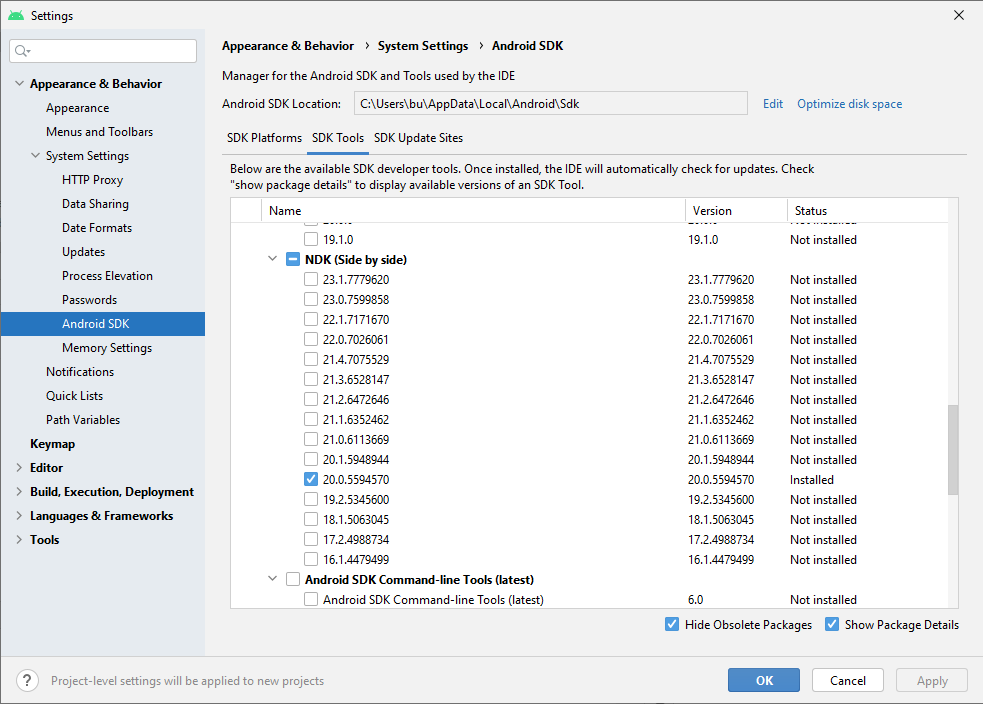 Settings
Appearance & Behavior › System Settings › Android SDK
Manager for the Android SDK and Tools used by the IDE
Android SDK Location: C:\Users\bu\AppData\Local\Android\Sdk Edit Optimize disk space
SDK Platforms SDK Tools SDK Update Sites
Below are the available SDK developer tools. Once installed, the IDE will automatically check for updates. Check
"show package details" to display available versions of an SDK Tool.
Appearance & Behavior
Appearance
Menus and Toolbars
System Settings
HTTP Proxy
Data Sharing
Date Formats
Updates
Process Elevation
Passwords
Android SDK
Memory Settings
Notifications
Quick Lists
Path Variables
Keymap
Editor
Build, Execution, Deployment
Languages & Frameworks
Tools
Name Version Status
19.1.0 19.1.0 Not installed
NDK (Side by side)
23.1.7779620 23.1.7779620 Not installed
23.0.7599858 23.0.7599858 Not installed
22.1.7171670 22.1.7171670 Not installed
22.0.7026061 22.0.7026061 Not installed
21.4.7075529 21.4.7075529 Not installed
21.3.6528147 21.3.6528147 Not installed
21.2.6472646 21.2.6472646 Not installed
21.1.6352462 21.1.6352462 Not installed
21.0.6113669 21.0.6113669 Not installed
20.1.5948944 20.1.5948944 Not installed
20.0.5594570 20.0.5594570 Installed
19.2.5345600 19.2.5345600 Not installed
18.1.5063045 18.1.5063045 Not installed
17.2.4988734 17.2.4988734 Not installed
16.1.4479499 16.1.4479499 Not installed
Android SDK Command-line Tools (latest)
Android SDK Command-line Tools (latest) 6.0 Not installed
Hide Obsolete Packages Show Package Details
? Project-level settings will be applied to new projects
OK Cancel Apply